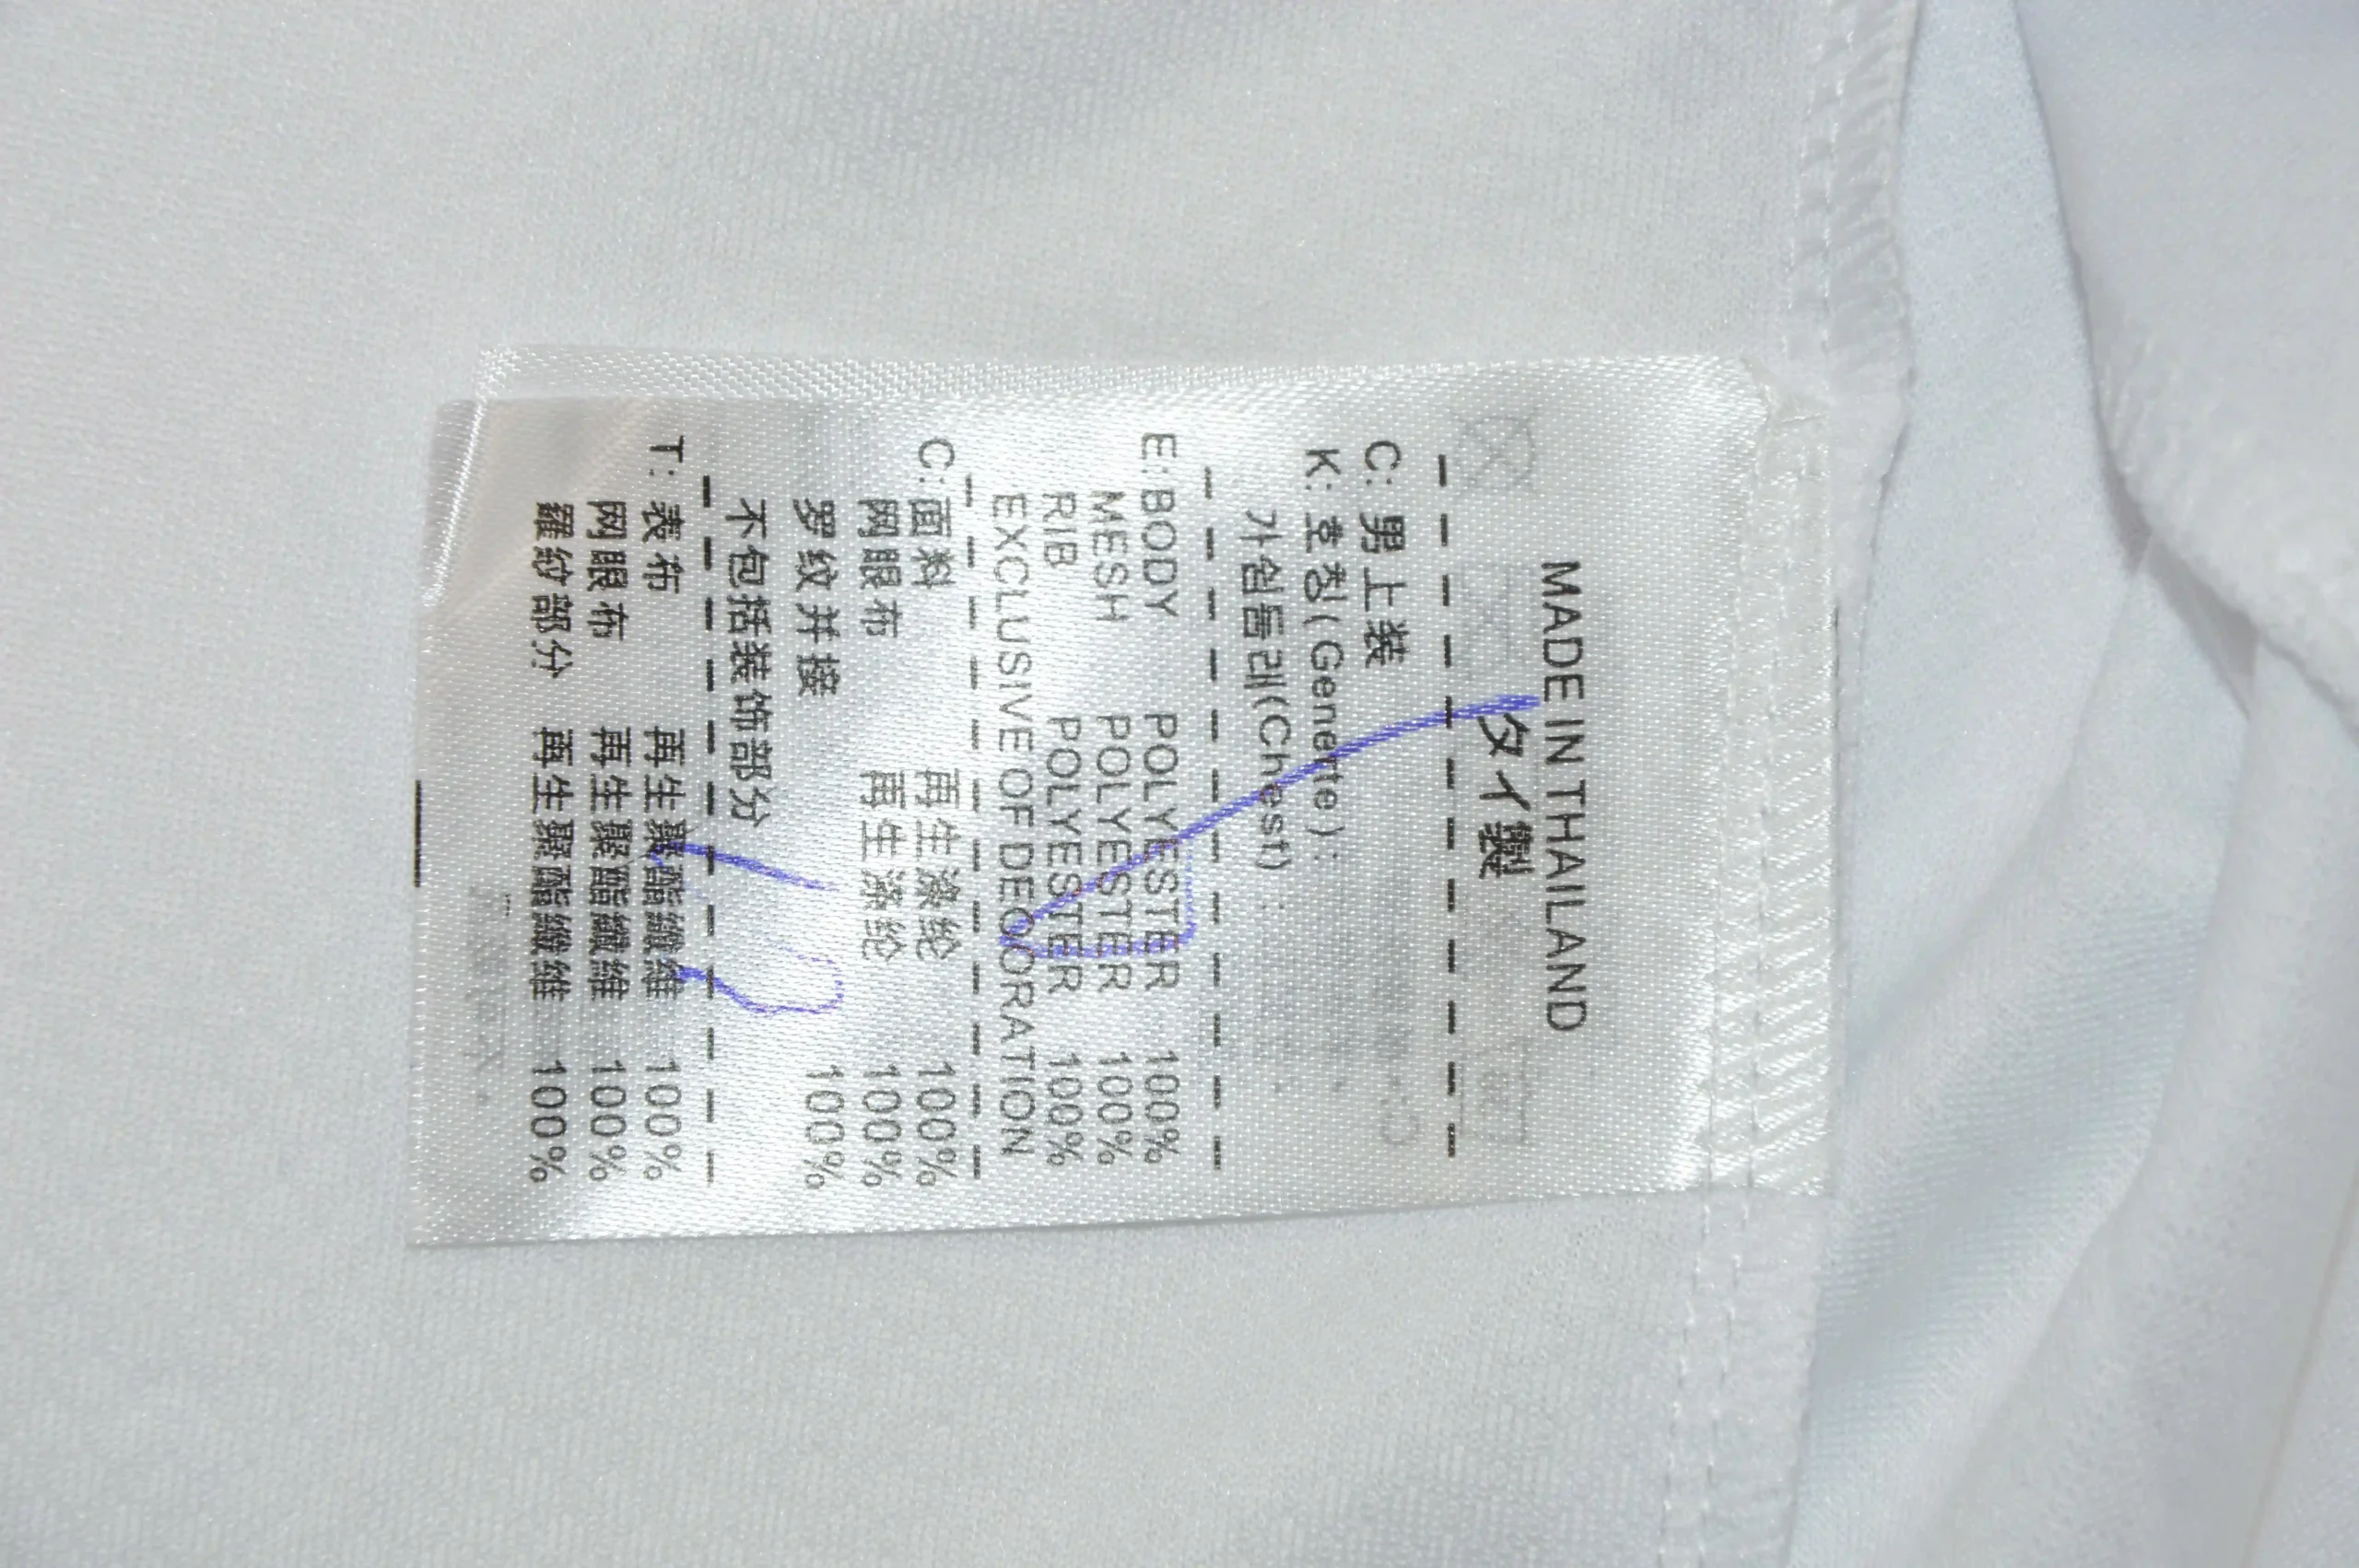 MADE IN THAILAND
タイ製
C: 男上装
K: 호칭(Generte):
가슴둘레(Chest):
E: BODY POLYESTER 100%
MESH POLYESTER 100%
RIB POLYESTER 100%
EXCLUSIVE OF DECORATION
C: 面料 再生涤纶 100%
网眼布 再生涤纶 100%
罗纹并接 100%
不包括装饰部分
T: 表布 再生聚酯纖維 100%
网眼布 再生聚酯纖維 100%
羅紋部分 再生聚酯纖維 100%